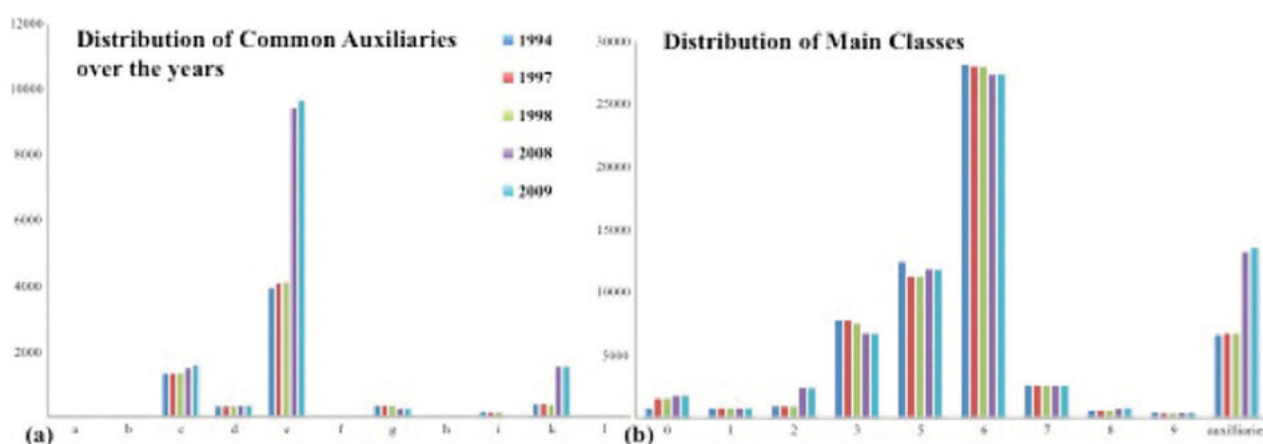 12000
10000
8000
6000
4000
2000
Distribution of Common Auxiliaries
over the years
1994
1997
1998
2008
2009
a b c d e f g h i k l
(a)
30000
25000
20000
15000
10000
5000
Distribution of Main Classes
0 1 2 3 4 5 6 7 8 9 auxiliaries
(b)